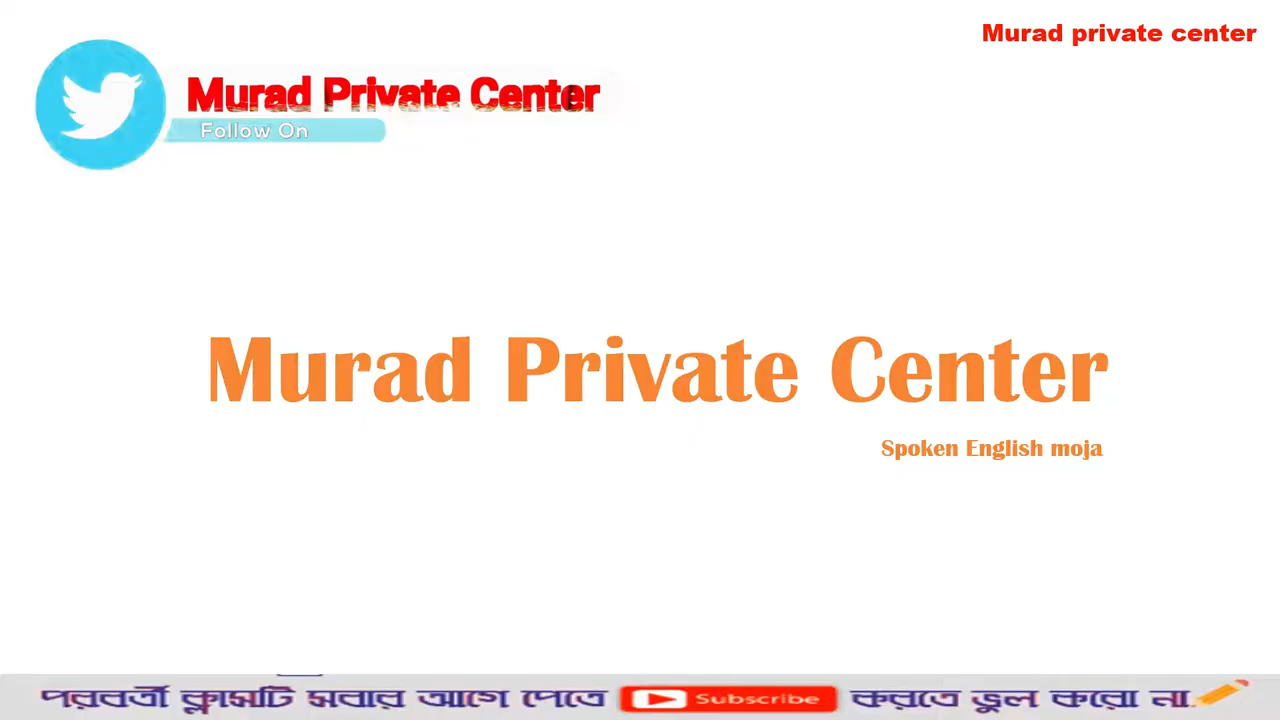 Murad private center
Murad Private Center
Follow On
Murad Private Center
Spoken English moja
পরবর্তী ক্লাসটি সবার আগে পেতে Subscribe করতে ভুল করো না